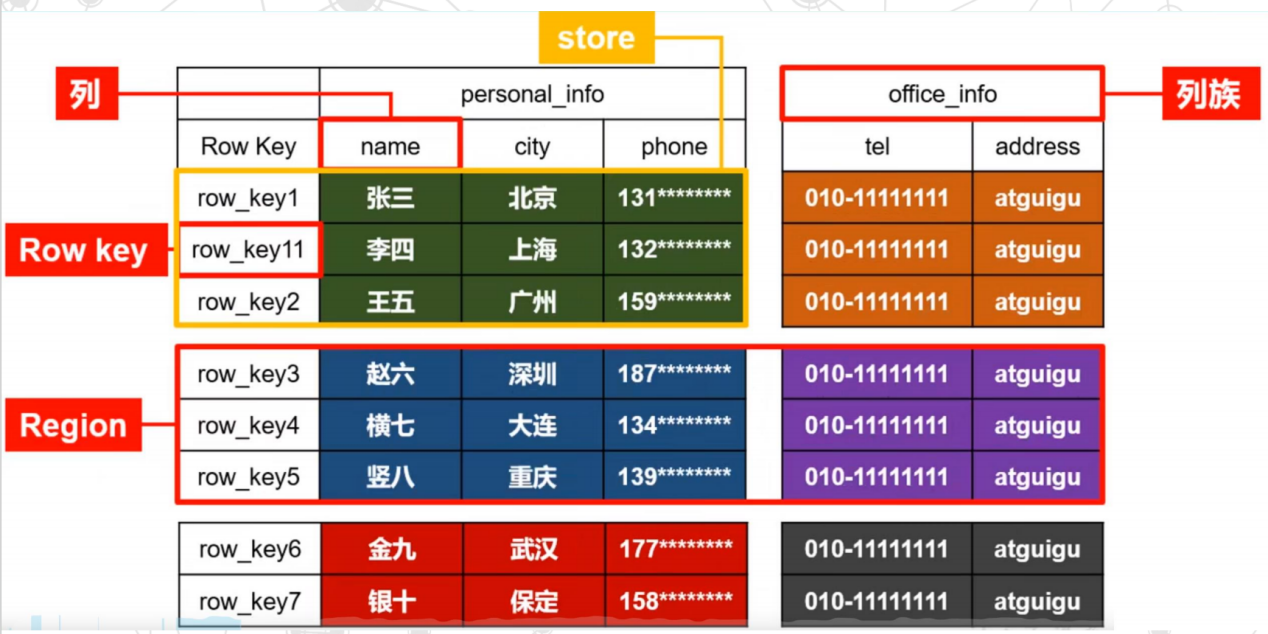 store
列 personal_info office_info 列族
Row Key name city phone tel address
row_key1 张三 北京 131******** 010-11111111 atguigu
Row key row_key11 李四 上海 132******** 010-11111111 atguigu
row_key2 王五 广州 159******** 010-11111111 atguigu
row_key3 赵六 深圳 187******** 010-11111111 atguigu
Region row_key4 横七 大连 134******** 010-11111111 atguigu
row_key5 竖八 重庆 139******** 010-11111111 atguigu
row_key6 金九 武汉 177******** 010-11111111 atguigu
row_key7 银十 保定 158******** 010-11111111 atguigu